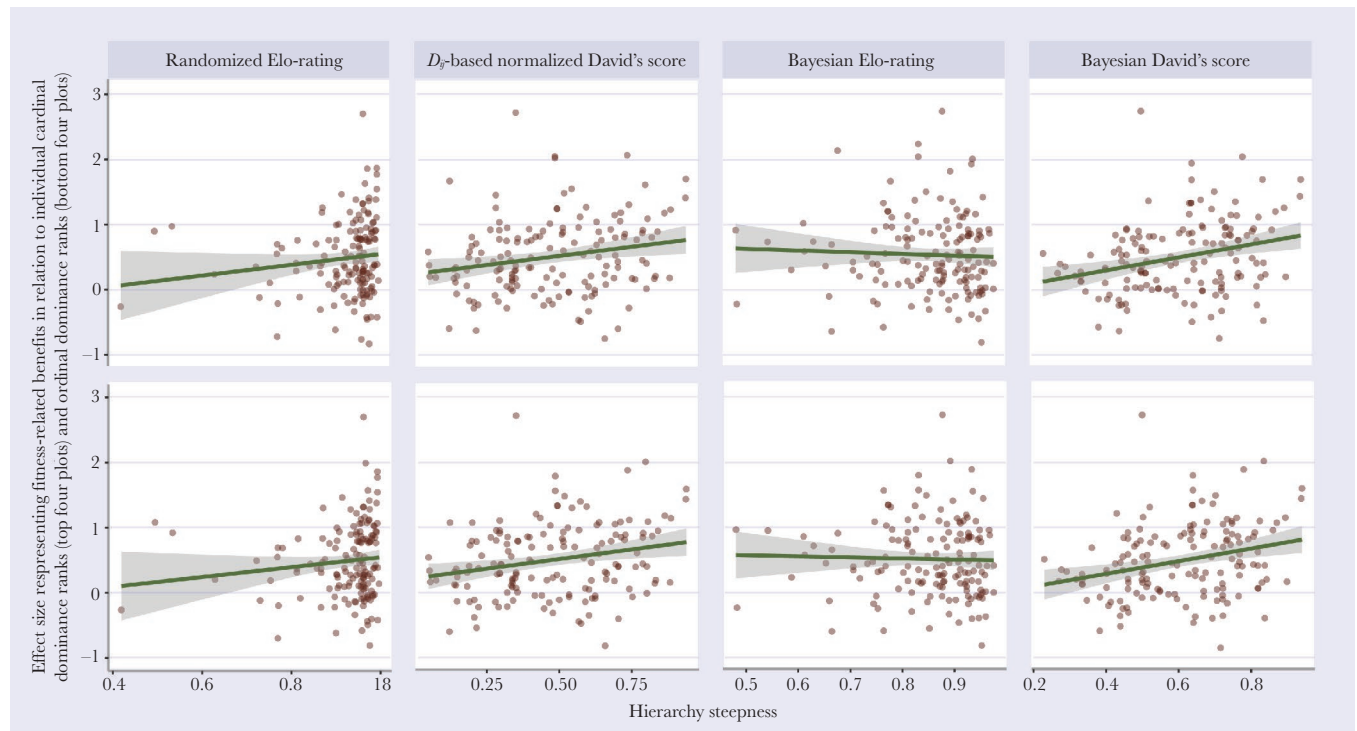 Effect size respresenting fitness-related benefits in relation to individual cardinal
dominance ranks (top four plots) and ordinal dominance ranks (bottom four plots)
Randomized Elo-rating
Dij-based normalized David's score
Bayesian Elo-rating
Bayesian David's score
3
2
1
0
−1
3
2
1
0
−1
0.4 0.6 0.8 18
0.25 0.50 0.75
0.5 0.6 0.7 0.8 0.9
0.2 0.4 0.6 0.8
Hierarchy steepness